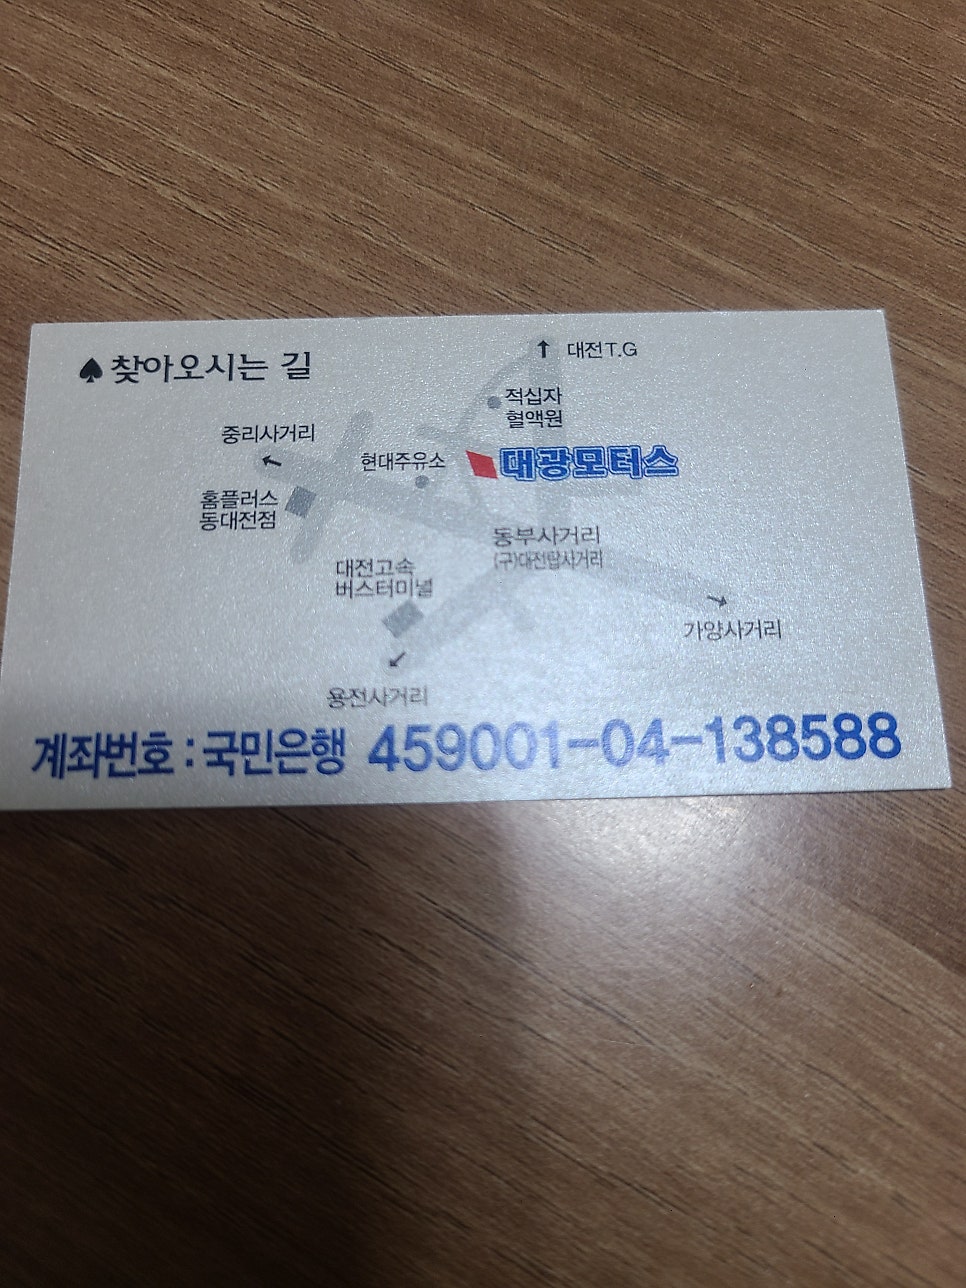 ♠찾아오시는 길
대전T.G
적십자
혈액원
중리사거리
현대주유소
대광모터스
홈플러스
동대전점
동부사거리
(구)대전탑사거리
대전고속
버스터미널
가양사거리
용전사거리
계좌번호 : 국민은행 459001-04-138588